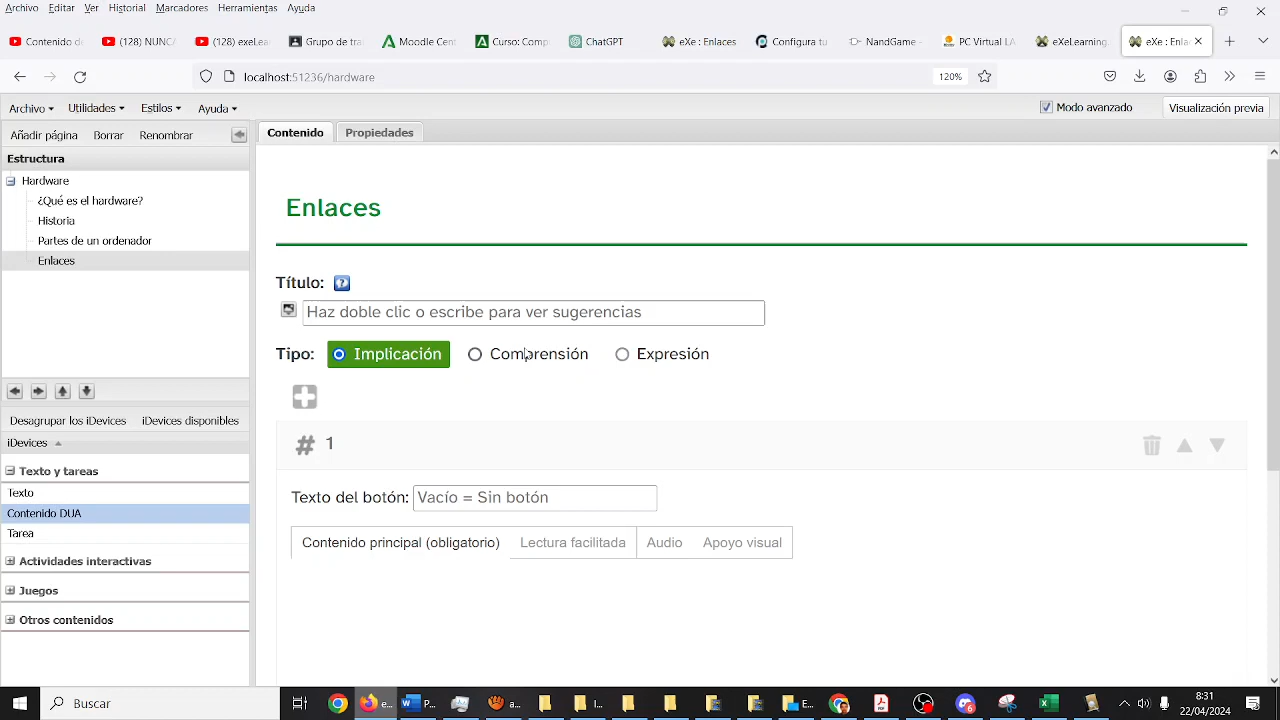 Archivo Editar Ver Historial Marcadores Herramientas Ayuda
Contenido d (128) NUNC/ (128) exeLea Grupo de tra Moodle Cent Curso: Comp ChatGPT eXe : Enlaces Configura tu NandGame PC Virtual LA eXeLearning. eXe : Enlaces
localhost:51236/hardware 120%
Archivo Utilidades Estilos Ayuda Modo avanzado Visualización previa
Añadir página Borrar Renombrar Contenido Propiedades
Estructura
Hardware
¿Qué es el hardware?
Historia
Partes de un ordenador
Enlaces
Enlaces
Título:
Haz doble clic o escribe para ver sugerencias
Tipo: Implicación Comprensión Expresión
# 1
Texto del botón: Vacío = Sin botón
Contenido principal (obligatorio) Lectura facilitada Audio Apoyo visual
Desagrupar los iDevices iDevices disponibles
iDevices
Texto y tareas
Texto
Contenido DUA
Tarea
Actividades interactivas
Juegos
Otros contenidos
Buscar
8:31
22/04/2024